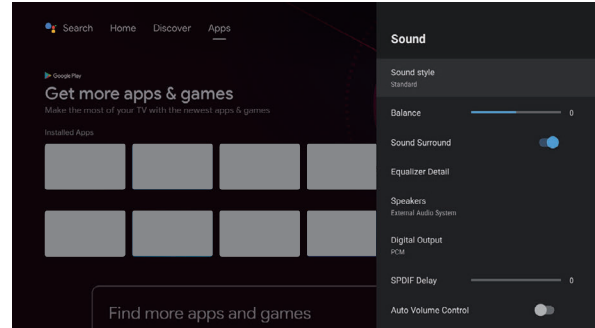 Search Home Discover Apps
Google Play
Get more apps & games
Make the most of your TV with the newest apps & games
Installed Apps
Find more apps and games
Sound
Sound style
Standard
Balance 0
Sound Surround
Equalizer Detail
Speakers
External Audio System
Digital Output
PCM
SPDIF Delay 0
Auto Volume Control